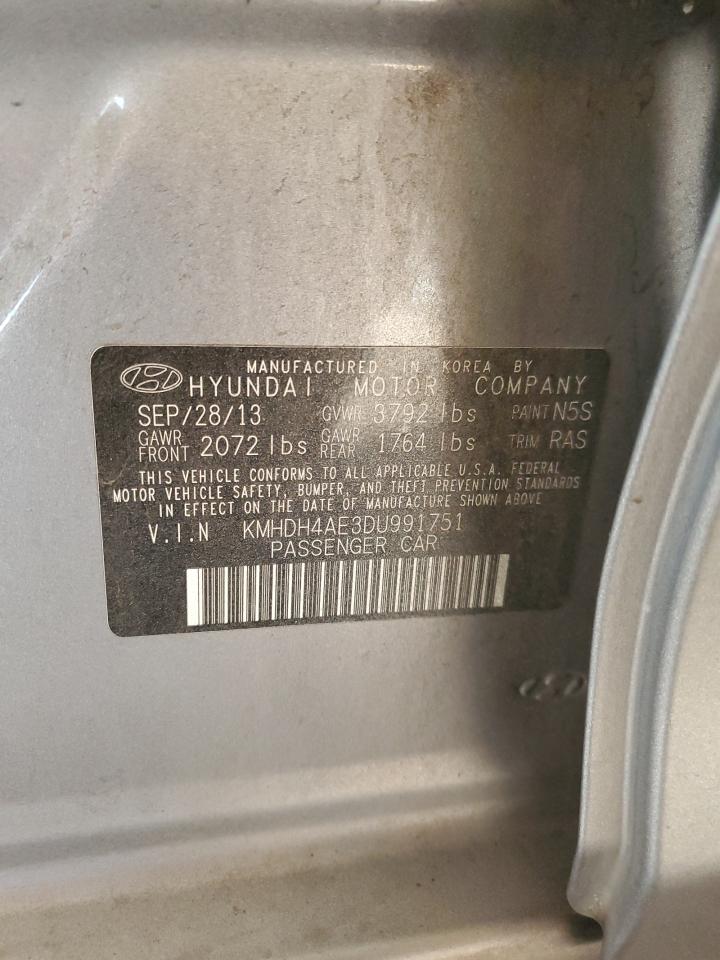 MANUFACTURED IN KOREA BY
HYUNDAI MOTOR COMPANY
SEP/28/13 GVWR 3792 lbs PAINT N5S
GAWR FRONT 2072 lbs GAWR REAR 1764 lbs TRIM RAS
THIS VEHICLE CONFORMS TO ALL APPLICABLE U.S.A. FEDERAL
MOTOR VEHICLE SAFETY, BUMPER, AND THEFT PREVENTION STANDARDS
IN EFFECT ON THE DATE OF MANUFACTURE SHOWN ABOVE
V.I.N KMHDH4AE3DU991751
PASSENGER CAR